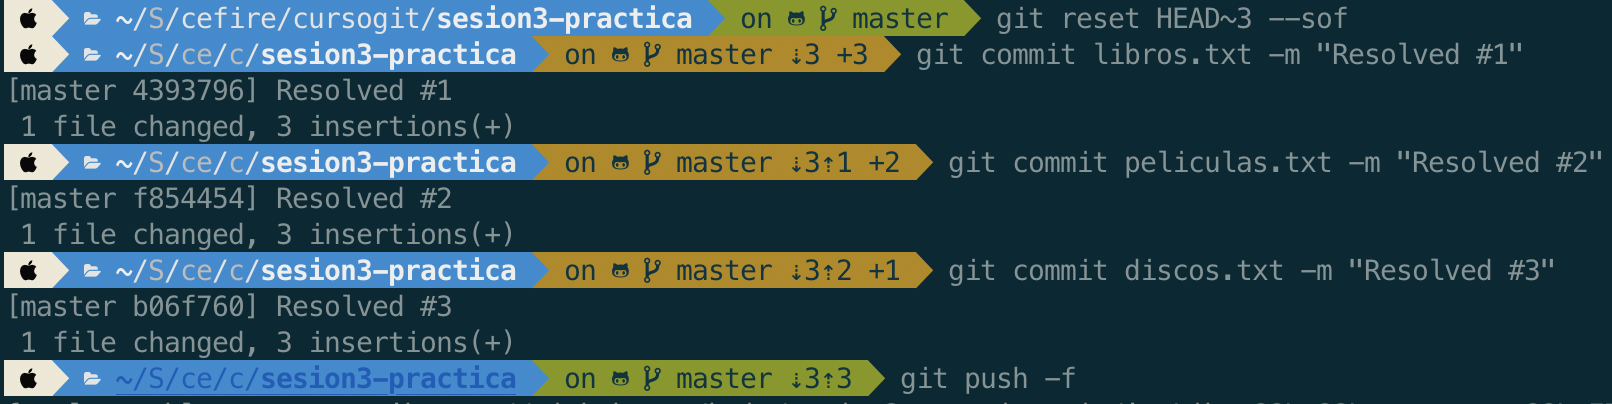 ~/S/cefire/cursogit/sesion3-practica on master git reset HEAD~3 --sof
~/S/ce/c/sesion3-practica on master ⇣3 +3 git commit libros.txt -m "Resolved #1"
[master 4393796] Resolved #1
1 file changed, 3 insertions(+)
~/S/ce/c/sesion3-practica on master ⇣3⇡1 +2 git commit peliculas.txt -m "Resolved #2"
[master f854454] Resolved #2
1 file changed, 3 insertions(+)
~/S/ce/c/sesion3-practica on master ⇣3⇡2 +1 git commit discos.txt -m "Resolved #3"
[master b06f760] Resolved #3
1 file changed, 3 insertions(+)
~/S/ce/c/sesion3-practica on master ⇣3⇡3 git push -f